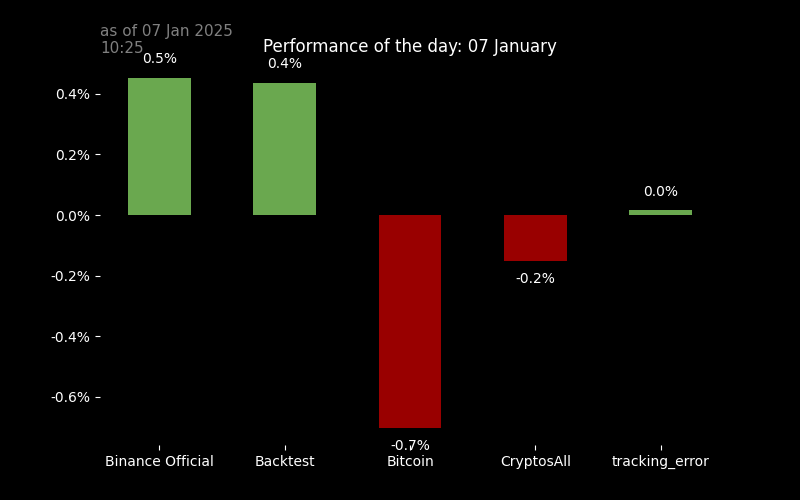 as of 07 Jan 2025
10:25
Performance of the day: 07 January
0.5%
0.4%
0.4%
0.2%
0.0%
0.0%
-0.2%
-0.2%
-0.4%
-0.6%
-0.7%
Binance Official
Backtest
Bitcoin
CryptosAll
tracking_error